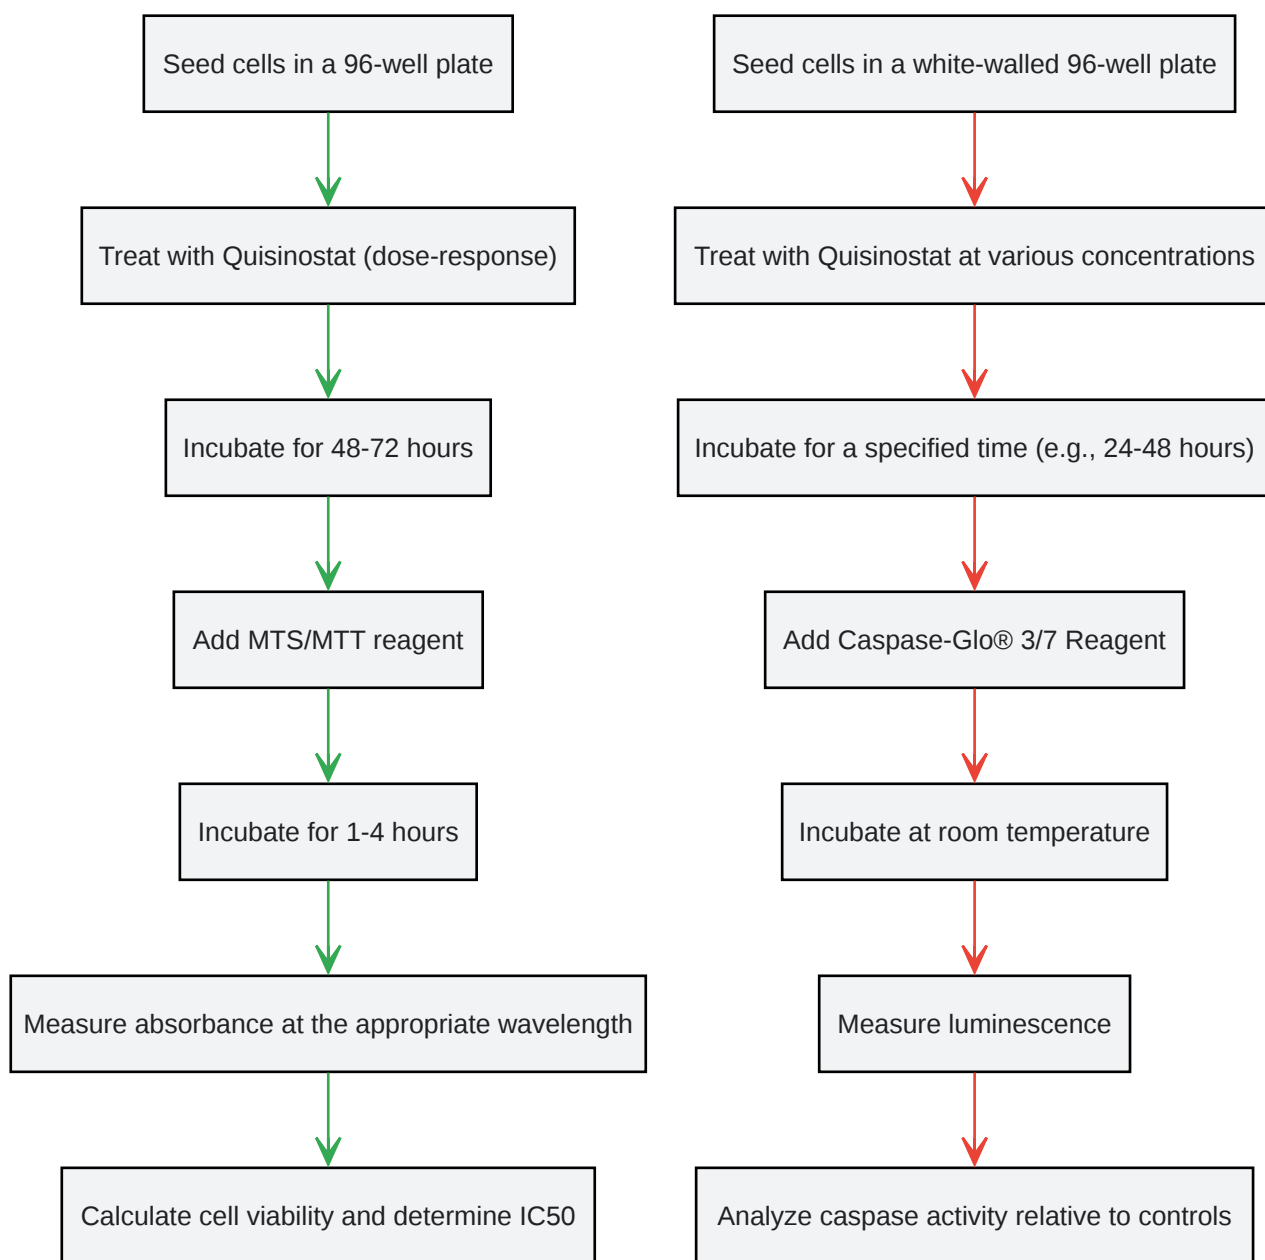 Seed cells in a 96-well plate
Treat with Quisinostat (dose-response)
Incubate for 48-72 hours
Add MTS/MTT reagent
Incubate for 1-4 hours
Measure absorbance at the appropriate wavelength
Calculate cell viability and determine IC50
Seed cells in a white-walled 96-well plate
Treat with Quisinostat at various concentrations
Incubate for a specified time (e.g., 24-48 hours)
Add Caspase-Glo® 3/7 Reagent
Incubate at room temperature
Measure luminescence
Analyze caspase activity relative to controls